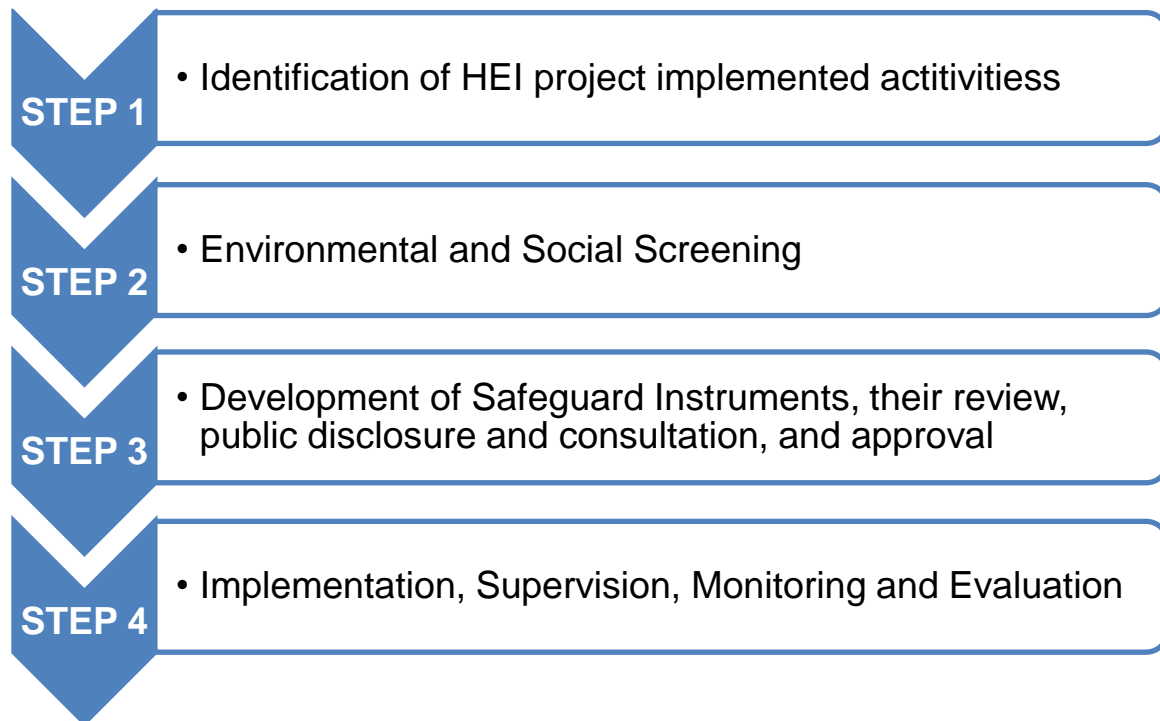 STEP 1
• Identification of HEI project implemented actitivitiess
STEP 2
• Environmental and Social Screening
STEP 3
• Development of Safeguard Instruments, their review,
public disclosure and consultation, and approval
STEP 4
• Implementation, Supervision, Monitoring and Evaluation